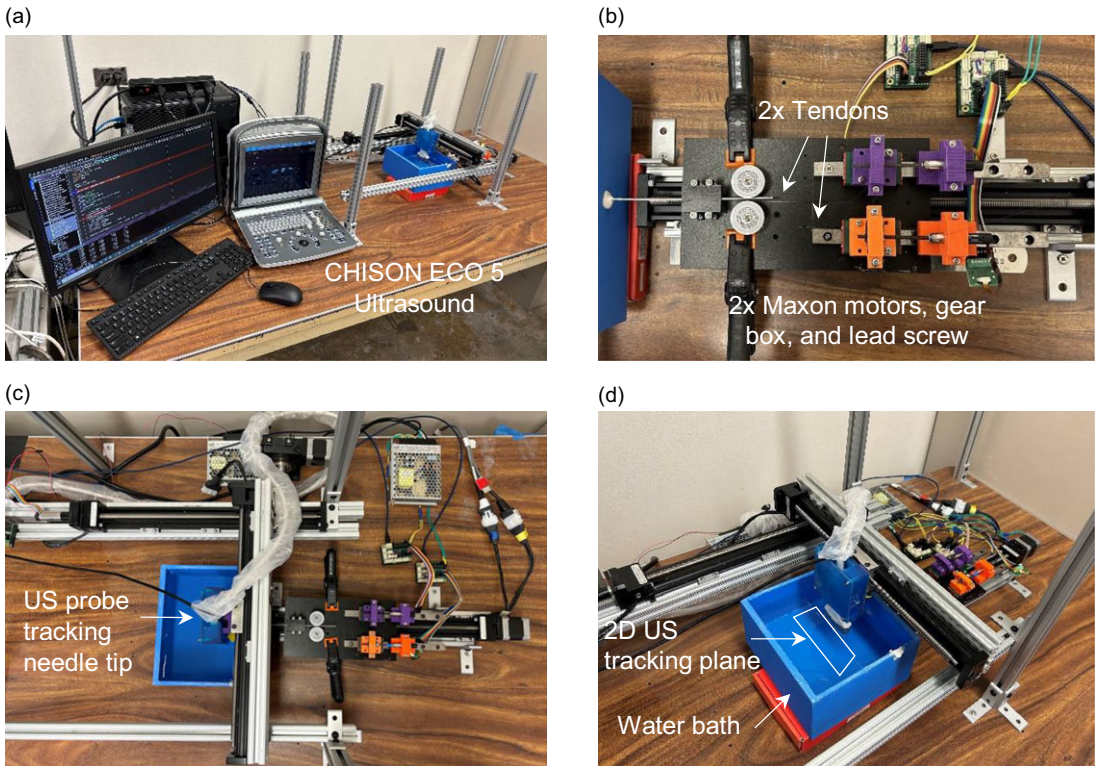 (a)
(b)
CHISON ECO 5
Ultrasound
2x Tendons
2x Maxon motors, gear
box, and lead screw
(c)
(d)
US probe
tracking
needle tip
2D US
tracking plane
Water bath